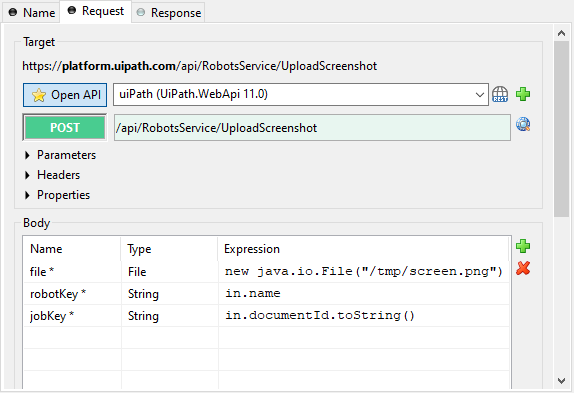 Name Request Response
Target
https://platform.uipath.com/api/RobotsService/UploadScreenshot
Open API uiPath (UiPath.WebApi 11.0)
POST /api/RobotsService/UploadScreenshot
Parameters
Headers
Properties
Body
Name Type Expression
file * File new java.io.File("/tmp/screen.png")
robotKey * String in.name
jobKey * String in.documentId.toString()